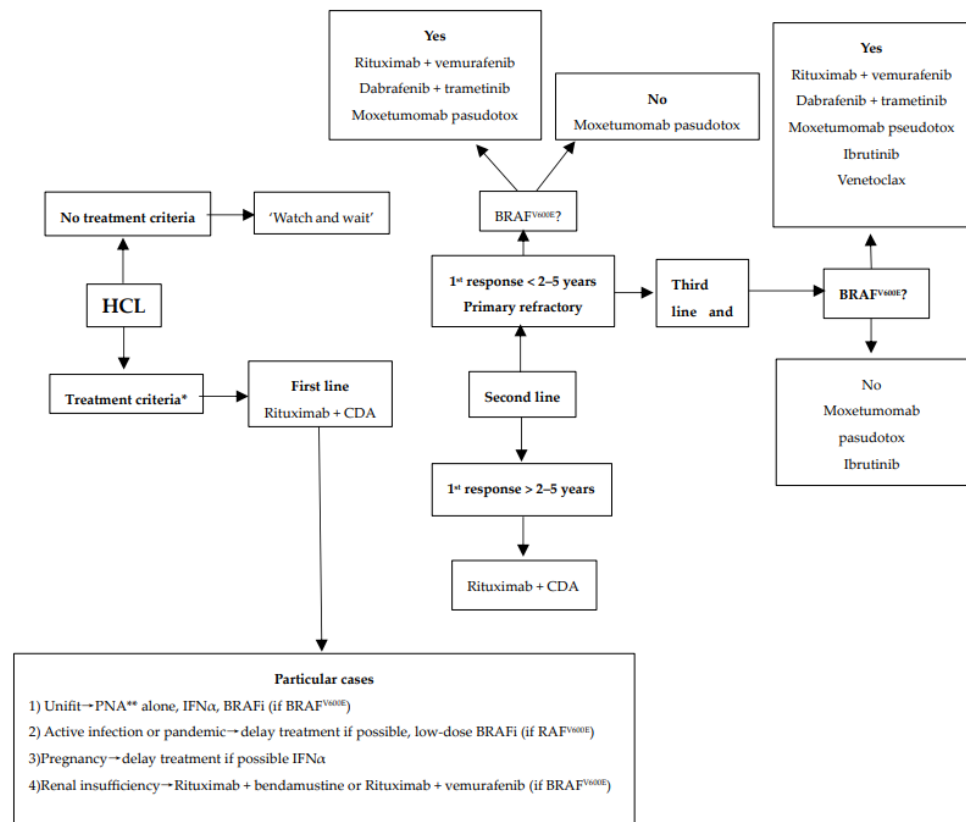 Yes
Rituximab + vemurafenib
Dabrafenib + trametinib
Moxetumomab pasudotox
No
Moxetumomab pasudotox
Yes
Rituximab + vemurafenib
Dabrafenib + trametinib
Moxetumomab pseudotox
Ibrutinib
Venetoclax
No treatment criteria
‘Watch and wait’
BRAFV600E?
HCL
1st response < 2–5 years
Primary refractory
Third
line and
BRAFV600E?
Treatment criteria*
First line
Rituximab + CDA
Second line
No
Moxetumomab
pasudotox
Ibrutinib
1st response > 2–5 years
Rituximab + CDA
Particular cases
1) Unifit→PNA** alone, IFNα, BRAFi (if BRAFV600E)
2) Active infection or pandemic→delay treatment if possible, low-dose BRAFi (if RAFV600E)
3)Pregnancy→delay treatment if possible IFNα
4)Renal insufficiency→Rituximab + bendamustine or Rituximab + vemurafenib (if BRAFV600E)